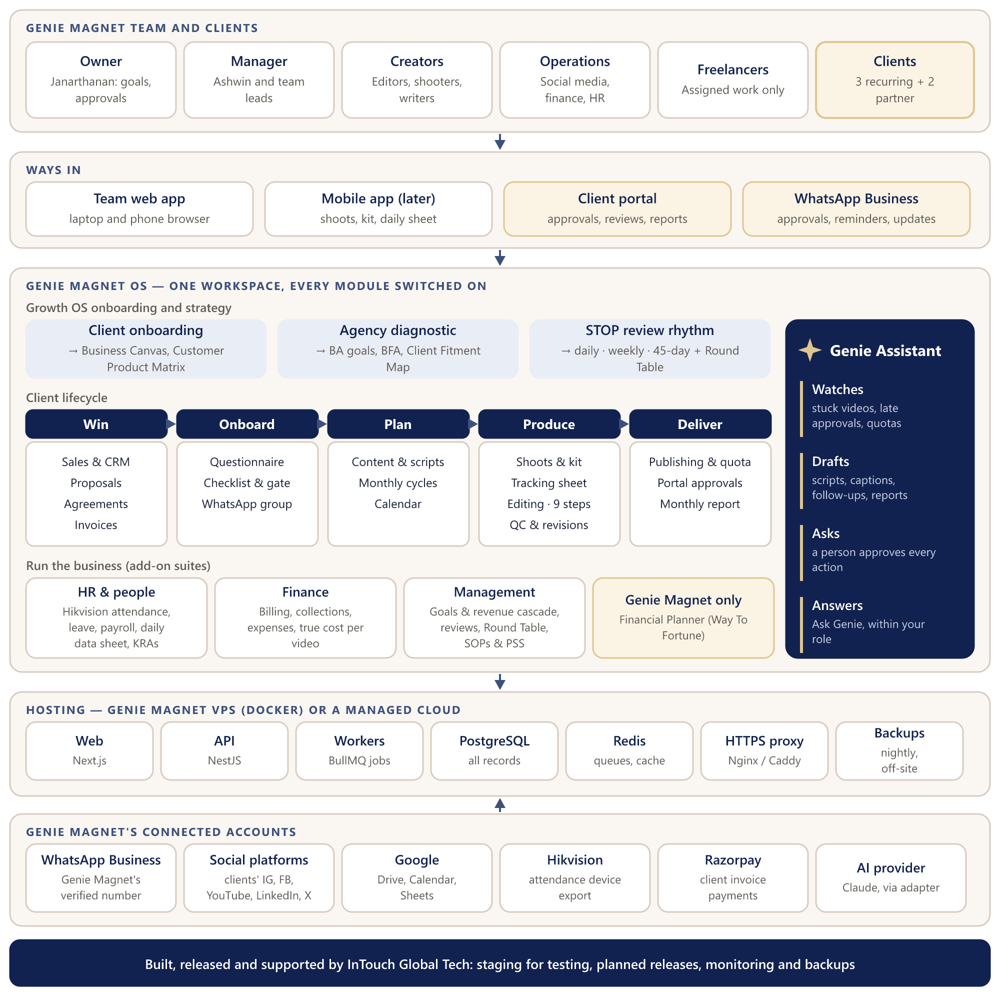 GENIE MAGNET TEAM AND CLIENTS
Owner
Janarthanan: goals,
approvals
Manager
Ashwin and team
leads
Creators
Editors, shooters,
writers
Operations
Social media,
finance, HR
Freelancers
Assigned work only
Clients
3 recurring + 2
partner
WAYS IN
Team web app
laptop and phone browser
Mobile app (later)
shoots, kit, daily sheet
Client portal
approvals, reviews, reports
WhatsApp Business
approvals, reminders, updates
GENIE MAGNET OS — ONE WORKSPACE, EVERY MODULE SWITCHED ON
Growth OS onboarding and strategy
Client onboarding
→ Business Canvas, Customer
Product Matrix
Agency diagnostic
→ BA goals, BFA, Client Fitment
Map
STOP review rhythm
→ daily · weekly · 45-day + Round
Table
Client lifecycle
Win
Sales & CRM
Proposals
Agreements
Invoices
Onboard
Questionnaire
Checklist & gate
WhatsApp group
Plan
Content & scripts
Monthly cycles
Calendar
Produce
Shoots & kit
Tracking sheet
Editing · 9 steps
QC & revisions
Deliver
Publishing & quota
Portal approvals
Monthly report
Run the business (add-on suites)
HR & people
Hikvision attendance,
leave, payroll, daily
data sheet, KRAs
Finance
Billing, collections,
expenses, true cost per
video
Management
Goals & revenue cascade,
reviews, Round Table,
SOPs & PSS
Genie Magnet only
Financial Planner (Way To
Fortune)
Genie Assistant
Watches
stuck videos, late
approvals, quotas
Drafts
scripts, captions,
follow-ups, reports
Asks
a person approves every
action
Answers
Ask Genie, within your
role
HOSTING — GENIE MAGNET VPS (DOCKER) OR A MANAGED CLOUD
Web
Next.js
API
NestJS
Workers
BullMQ jobs
PostgreSQL
all records
Redis
queues, cache
HTTPS proxy
Nginx / Caddy
Backups
nightly,
off-site
GENIE MAGNET'S CONNECTED ACCOUNTS
WhatsApp Business
Genie Magnet's
verified number
Social platforms
clients' IG, FB,
YouTube, LinkedIn, X
Google
Drive, Calendar,
Sheets
Hikvision
attendance device
export
Razorpay
client invoice
payments
AI provider
Claude, via adapter
Built, released and supported by InTouch Global Tech: staging for testing, planned releases, monitoring and backups